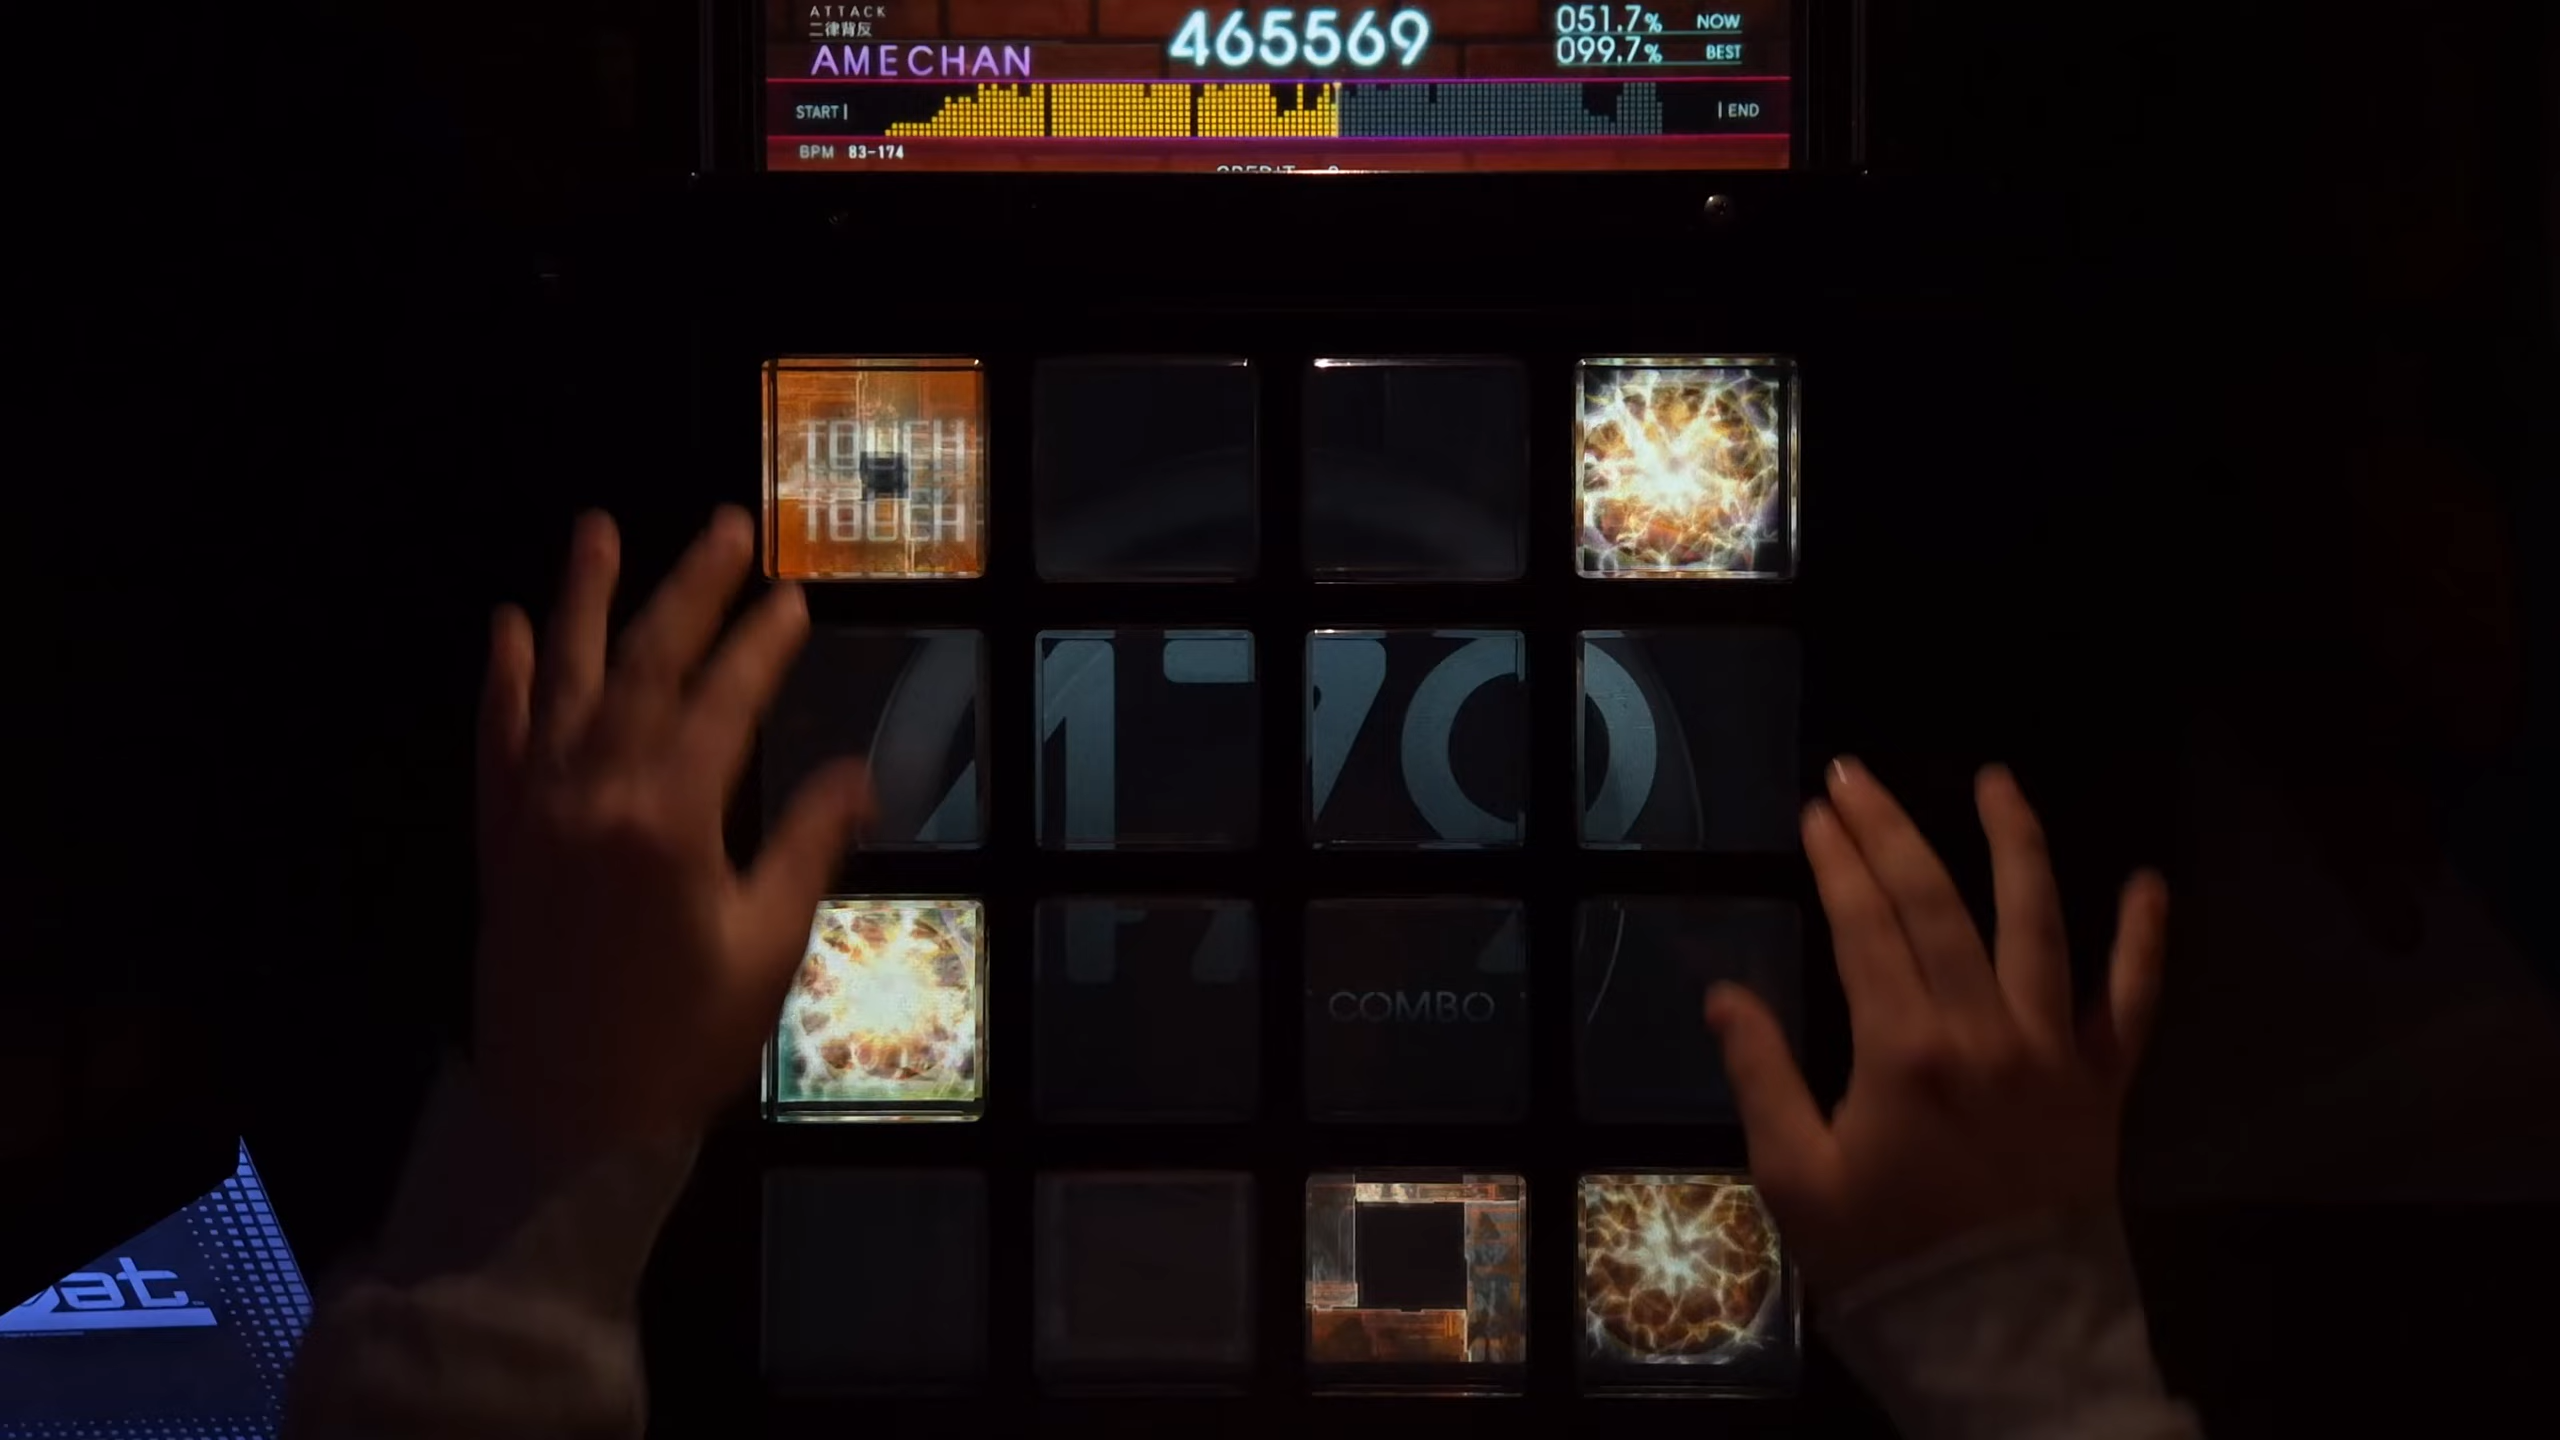 ATTACK
二律背反
AMECHAN
465569
051.7% NOW
099.7% BEST
START
END
BPM 83-174
TOUCH
TOUCH
470
COMBO